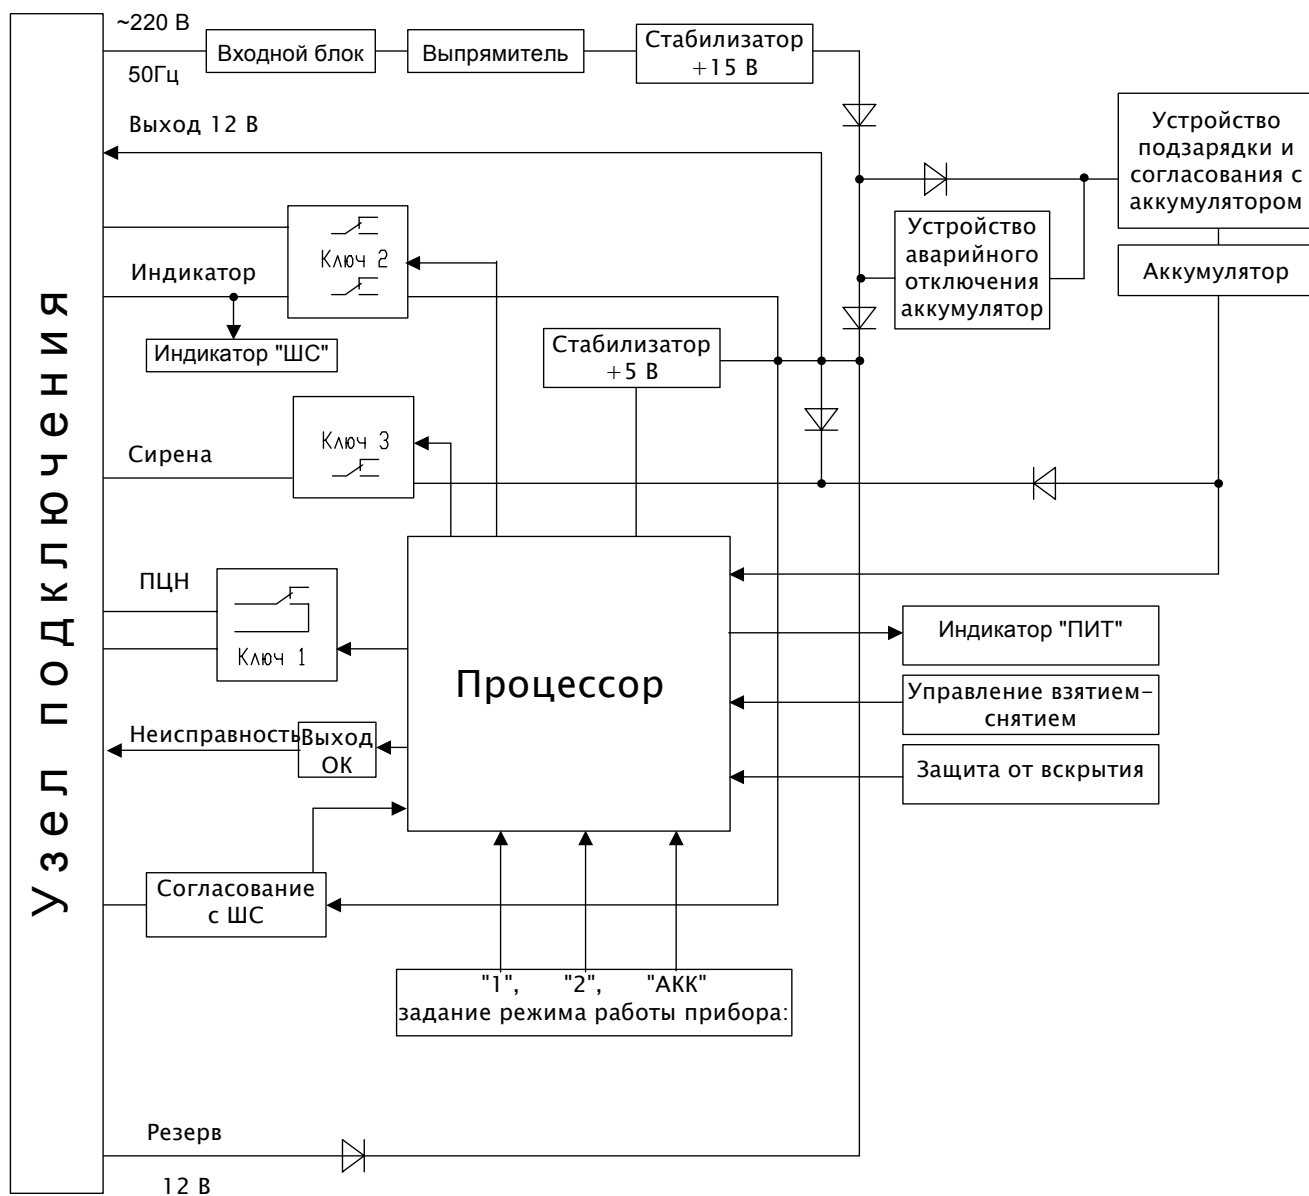 ~220 В
50Гц
Входной блок
Выпрямитель
Стабилизатор
+15 В
Выход 12 В
Устройство
подзарядки и
согласования с
аккумулятором
Устройство
аварийного
отключения
аккумулятор
Аккумулятор
Ключ 2
Индикатор
Индикатор "ШС"
Стабилизатор
+5 В
Ключ 3
Сирена
Узел подключения
ПЦН
Ключ 1
Процессор
Индикатор "ПИТ"
Управление взятием-
снятием
Защита от вскрытия
Неисправность
Выход
ОК
Согласование
с ШС
"1", "2", "АКК"
задание режима работы прибора:
Резерв
12 В